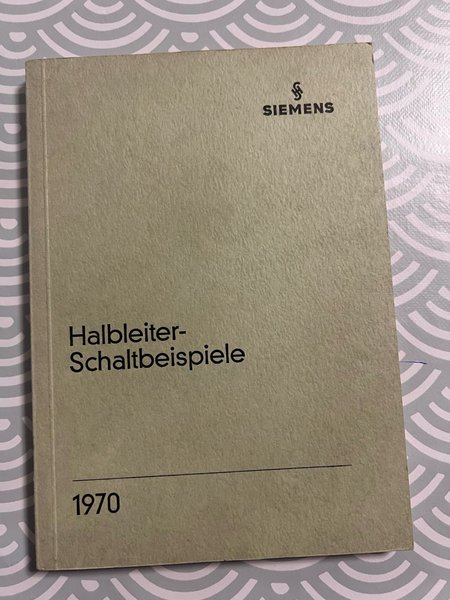 SIEMENS
Halbleiter-
Schaltbeispiele
1970